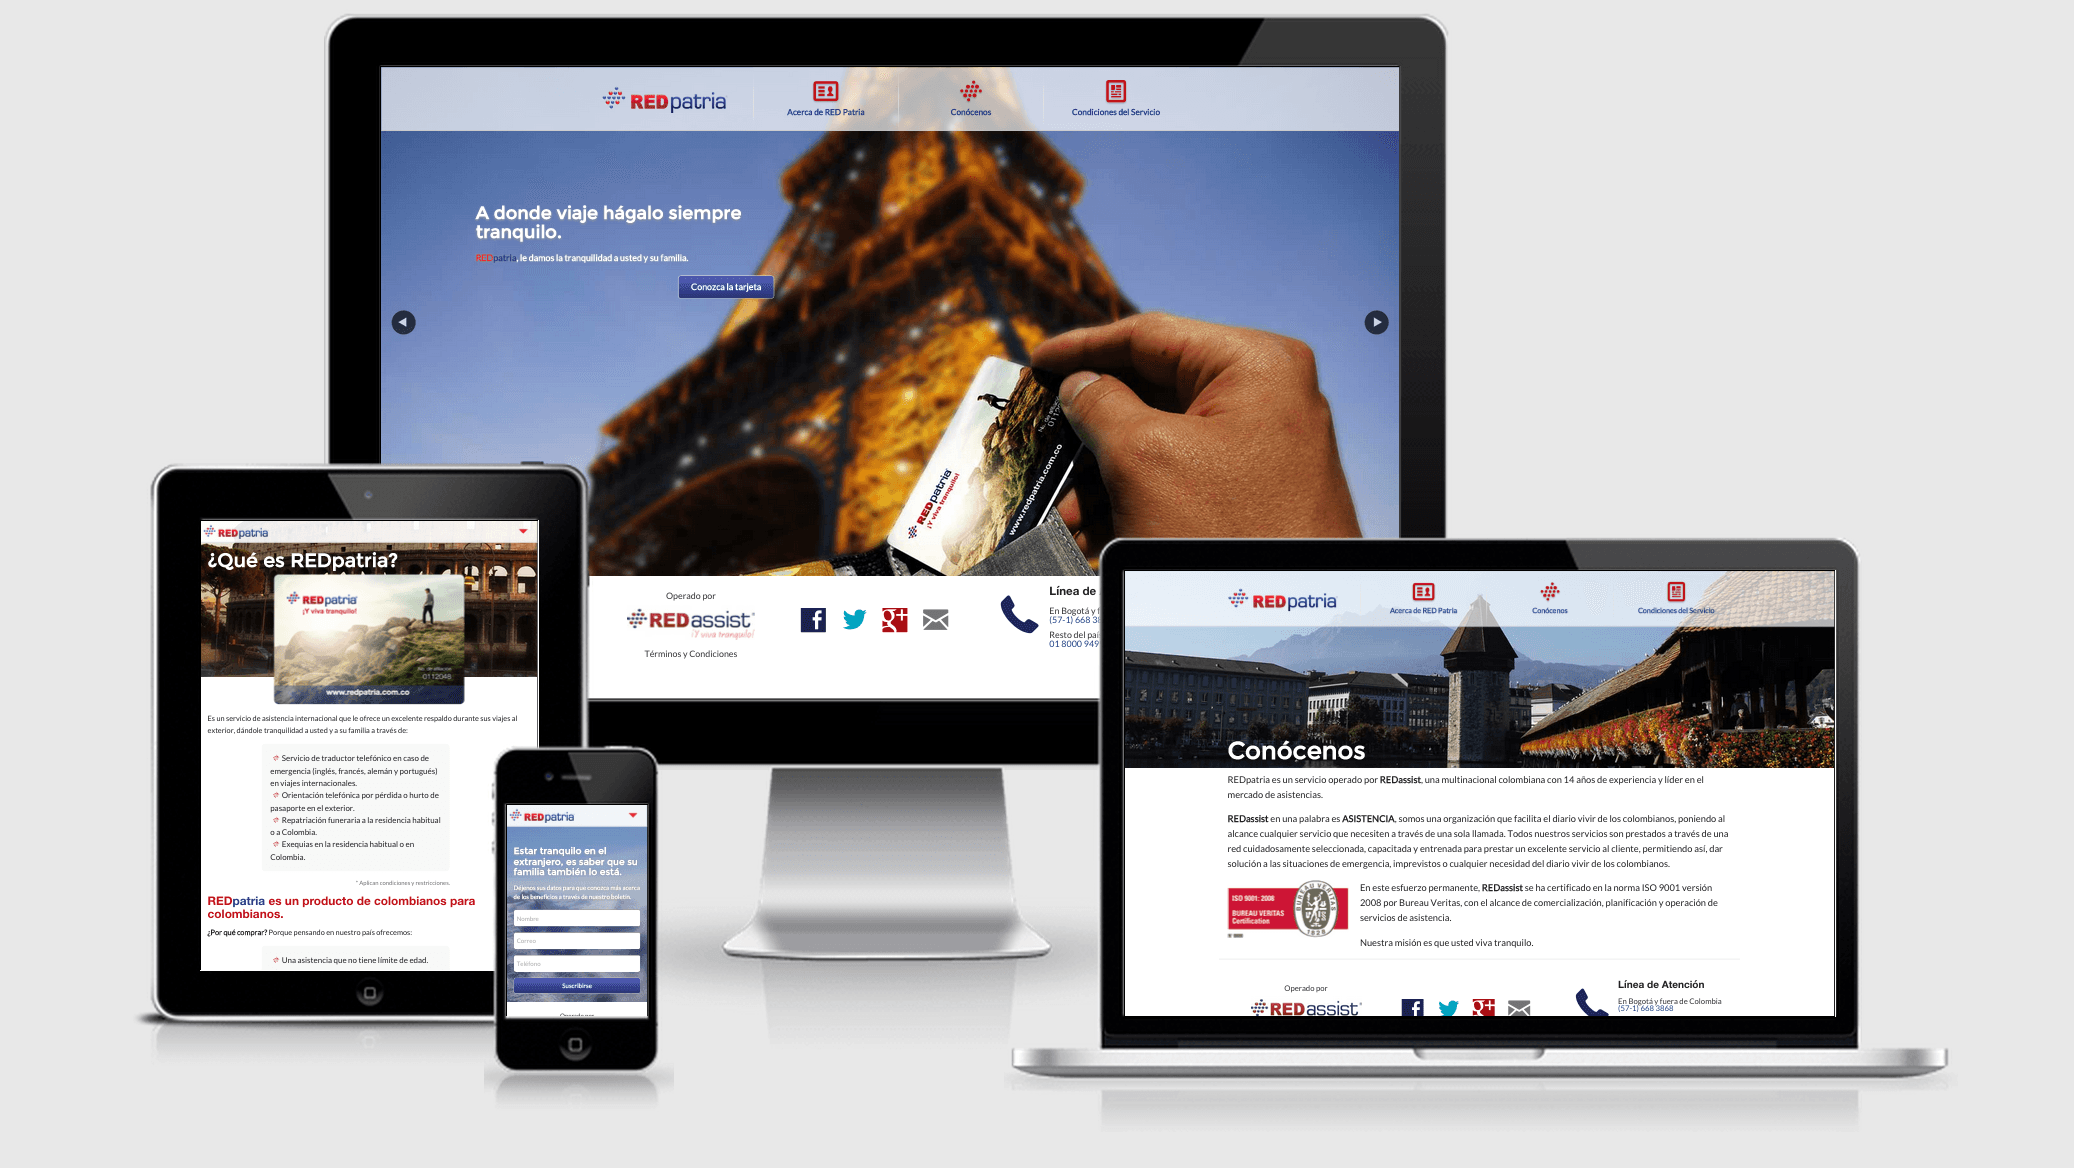 REDpatria
Acerca de RED Patria
Conócenos
Condiciones del Servicio
A donde viaje hágalo siempre
tranquilo.
REDpatria, le damos la tranquilidad a usted y su familia.
Conozca la tarjeta
No. de afiliación
REDpatria
¡Y viva tranquilo!
www.redpatria.com.co
Operado por
REDassist
¡Y viva tranquilo!
Términos y Condiciones
Línea de
En Bogotá y f
(57-1) 668 38
Resto del paí
01 8000 949
REDpatria
¿Qué es REDpatria?
REDpatria
¡Y viva tranquilo!
No. de afiliación
0112048
www.redpatria.com.co
Es un servicio de asistencia internacional que le ofrece un excelente respaldo durante sus viajes al
exterior, dándole tranquilidad a usted y a su familia a través de:
Servicio de traductor telefónico en caso de
emergencia (inglés, francés, alemán y portugués)
en viajes internacionales.
Orientación telefónica por pérdida o hurto de
pasaporte en el exterior.
Repatriación funeraria a la residencia habitual
o a Colombia.
Exequias en la residencia habitual o en
Colombia.
* Aplican condiciones y restricciones.
REDpatria es un producto de colombianos para
colombianos.
¿Por qué comprar? Porque pensando en nuestro país ofrecemos:
Una asistencia que no tiene límite de edad.
REDpatria
Estar tranquilo en el
extranjero, es saber que su
familia también lo está.
Déjenos sus datos para que conozca más acerca
de los beneficios a través de nuestro boletín.
Nombre
Correo
Teléfono
Suscribirse
Operado por
REDpatria
Acerca de RED Patria
Conócenos
Condiciones del Servicio
Conócenos
REDpatria es un servicio operado por REDassist, una multinacional colombiana con 14 años de experiencia y líder en el
mercado de asistencias.
REDassist en una palabra es ASISTENCIA, somos una organización que facilita el diario vivir de los colombianos, poniendo al
alcance cualquier servicio que necesiten a través de una sola llamada. Todos nuestros servicios son prestados a través de una
red cuidadosamente seleccionada, capacitada y entrenada para prestar un excelente servicio al cliente, permitiendo así, dar
solución a las situaciones de emergencia, imprevistos o cualquier necesidad del diario vivir de los colombianos.
ISO 9001: 2008
BUREAU VERITAS
Certification
BUREAU VERITAS
1828
En este esfuerzo permanente, REDassist se ha certificado en la norma ISO 9001 versión
2008 por Bureau Veritas, con el alcance de comercialización, planificación y operación de
servicios de asistencia.
Nuestra misión es que usted viva tranquilo.
Operado por
REDassist
Línea de Atención
En Bogotá y fuera de Colombia
(57-1) 668 3868